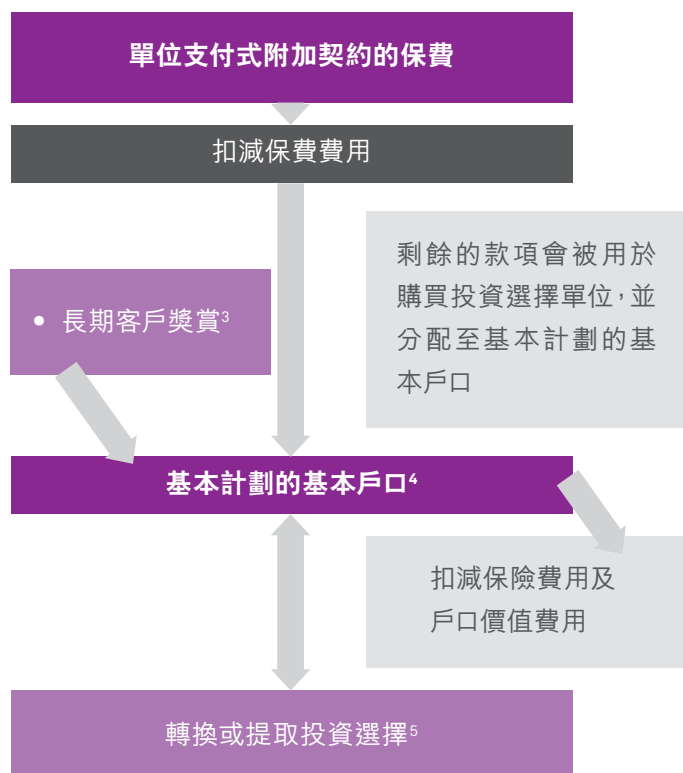 單位支付式附加契約的保費
扣減保費費用
剩餘的款項會被用於
購買投資選擇單位，並
分配至基本計劃的基
本戶口
• 長期客戶獎賞3
基本計劃的基本戶口4
扣減保險費用及
戶口價值費用
轉換或提取投資選擇5